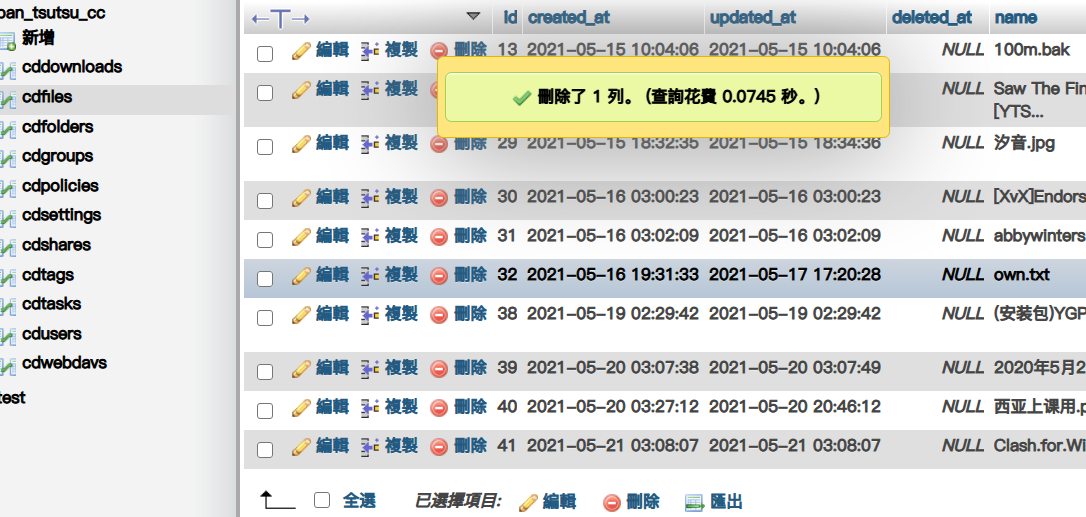 pan_tsutsu_cc
新增
cddownloads
cdfiles
cdfolders
cdgroups
cdpolicies
cdsettings
cdshares
cdtags
cdtasks
cdusers
cdwebdavs
test
←T→ id created_at updated_at deleted_at name
編輯 複製 刪除 13 2021-05-15 10:04:06 2021-05-15 10:04:06 NULL 100m.bak
編輯 複製 NULL Saw The Fin
[YTS...
刪除了 1 列。 (查詢花費 0.0745 秒。)
編輯 複製 刪除 29 2021-05-15 18:32:35 2021-05-15 18:34:36 NULL 汐音.jpg
編輯 複製 刪除 30 2021-05-16 03:00:23 2021-05-16 03:00:23 NULL [XvX]Endors
編輯 複製 刪除 31 2021-05-16 03:02:09 2021-05-16 03:02:09 NULL abbywinters
編輯 複製 刪除 32 2021-05-16 19:31:33 2021-05-17 17:20:28 NULL own.txt
編輯 複製 刪除 38 2021-05-19 02:29:42 2021-05-19 02:29:42 NULL (安装包)YGP
編輯 複製 刪除 39 2021-05-20 03:07:38 2021-05-20 03:07:49 NULL 2020年5月2
編輯 複製 刪除 40 2021-05-20 03:27:12 2021-05-20 20:46:12 NULL 西亚上课用.p
編輯 複製 刪除 41 2021-05-21 03:08:07 2021-05-21 03:08:07 NULL Clash.for.Wi
全選 已選擇項目: 編輯 刪除 匯出